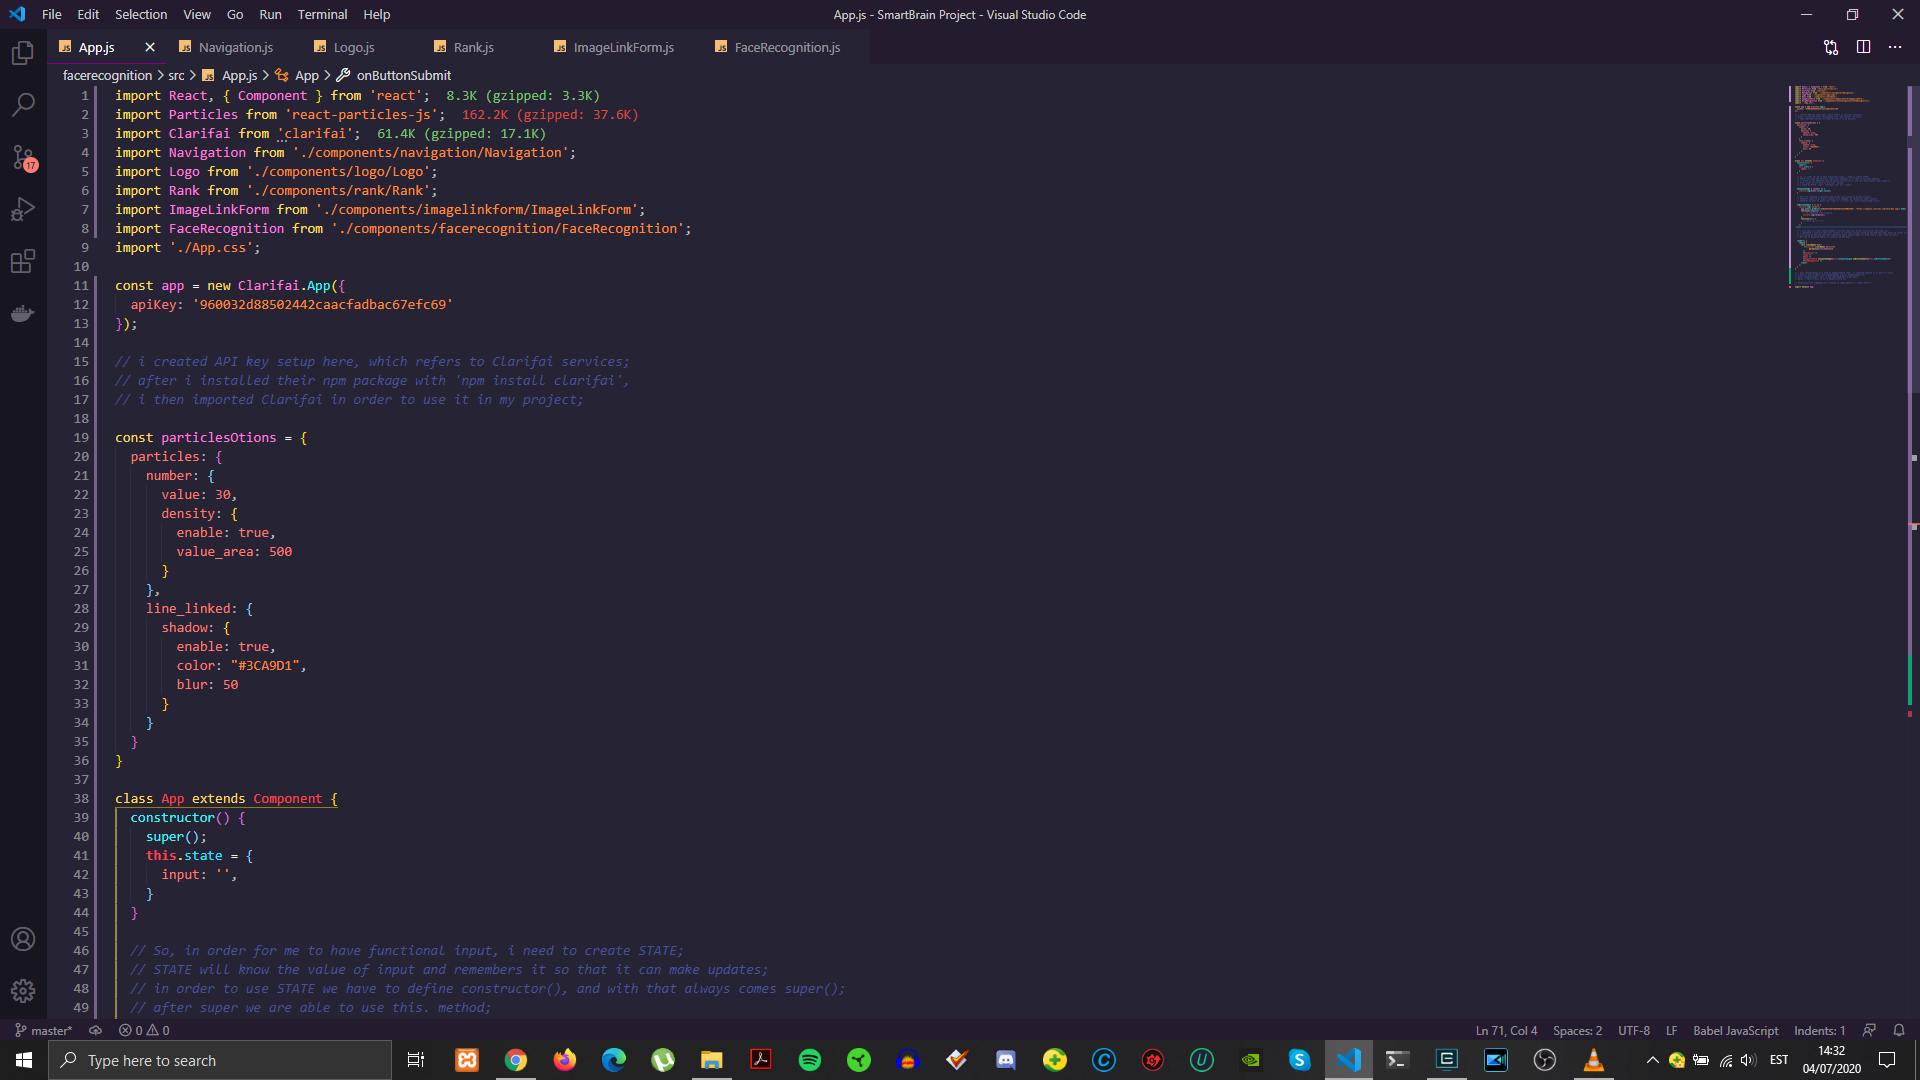 File Edit Selection View Go Run Terminal Help App.js - SmartBrain Project - Visual Studio Code
App.js Navigation.js Logo.js Rank.js ImageLinkForm.js FaceRecognition.js
facerecognition > src > App.js > App > onButtonSubmit
1 import React, { Component } from 'react'; 8.3K (gzipped: 3.3K)
2 import Particles from 'react-particles-js'; 162.2K (gzipped: 37.6K)
3 import Clarifai from 'clarifai'; 61.4K (gzipped: 17.1K)
4 import Navigation from './components/navigation/Navigation';
5 import Logo from './components/logo/Logo';
6 import Rank from './components/rank/Rank';
7 import ImageLinkForm from './components/imagelinkform/ImageLinkForm';
8 import FaceRecognition from './components/facerecognition/FaceRecognition';
9 import './App.css';
10
11 const app = new Clarifai.App({
12 apiKey: '960032d88502442caacfadbac67efc69'
13 });
14
15 // i created API key setup here, which refers to Clarifai services;
16 // after i installed their npm package with 'npm install clarifai',
17 // i then imported Clarifai in order to use it in my project;
18
19 const particlesOtions = {
20 particles: {
21 number: {
22 value: 30,
23 density: {
24 enable: true,
25 value_area: 500
26 }
27 },
28 line_linked: {
29 shadow: {
30 enable: true,
31 color: "#3CA9D1",
32 blur: 50
33 }
34 }
35 }
36 }
37
38 class App extends Component {
39 constructor() {
40 super();
41 this.state = {
42 input: '',
43 }
44 }
45
46 // So, in order for me to have functional input, i need to create STATE;
47 // STATE will know the value of input and remembers it so that it can make updates;
48 // in order to use STATE we have to define constructor(), and with that always comes super();
49 // after super we are able to use this. method;
17
master* 0 0 Ln 71, Col 4 Spaces: 2 UTF-8 LF Babel JavaScript Indents: 1
Type here to search EST 14:32
04/07/2020